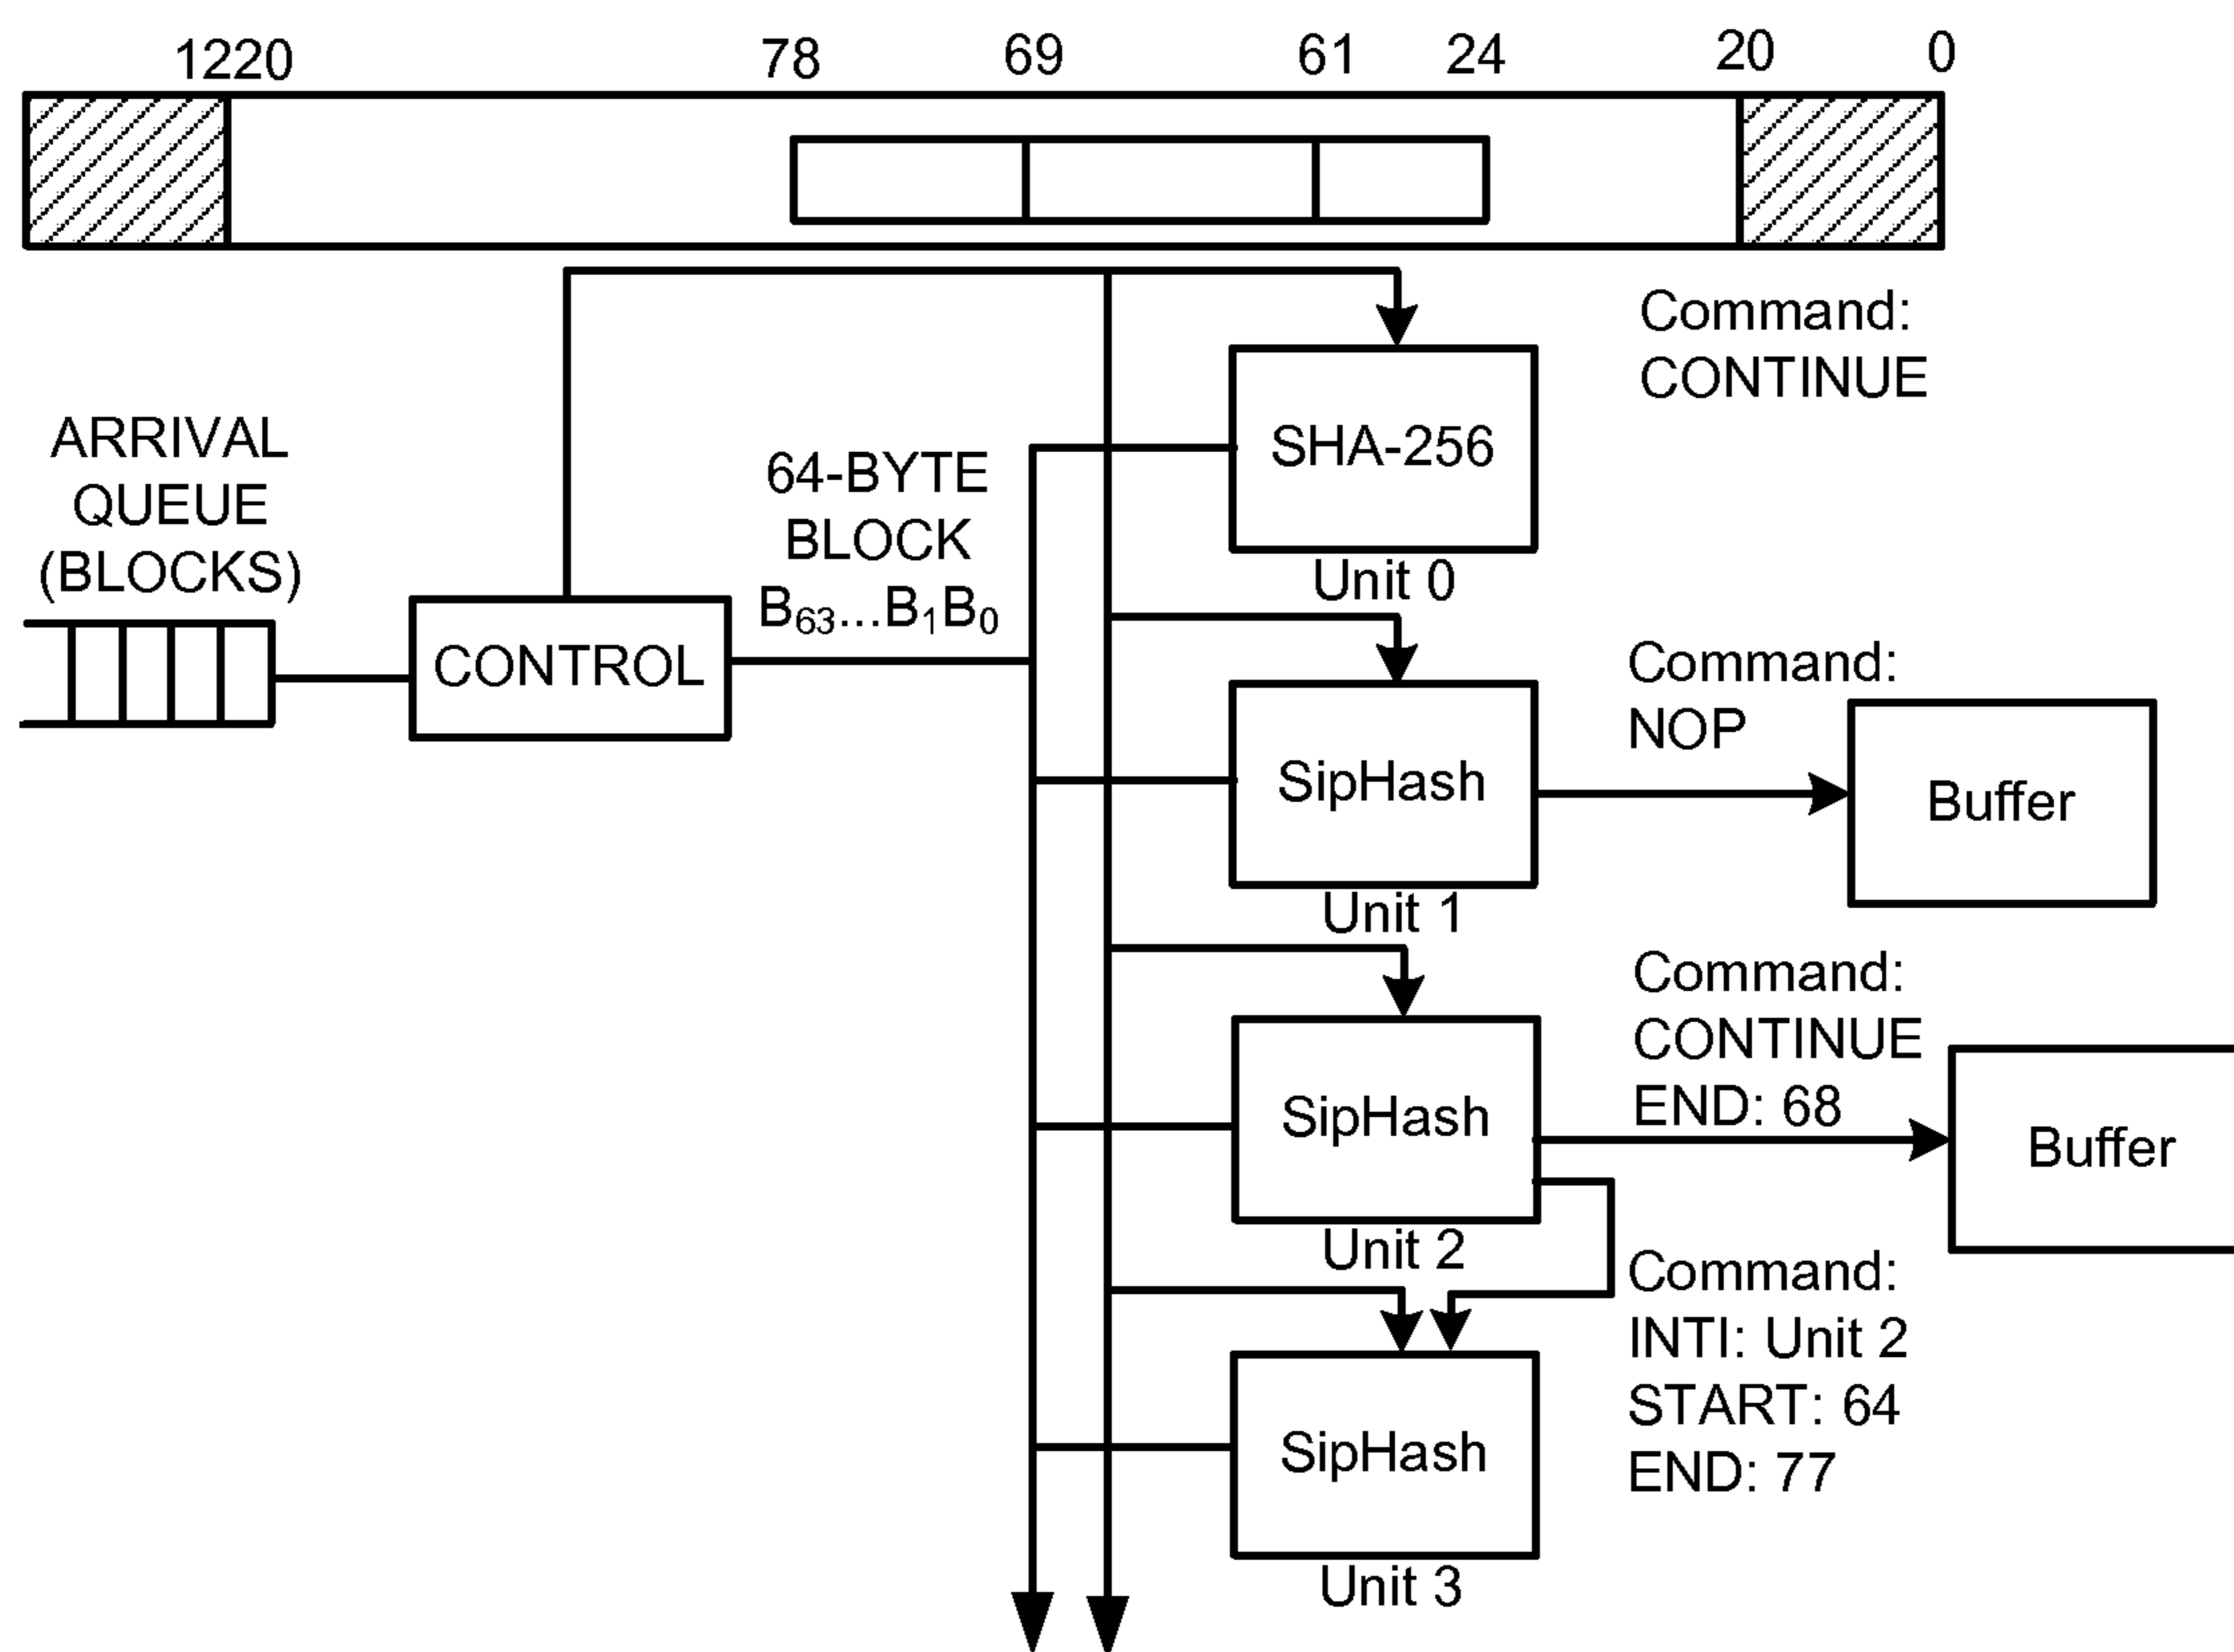 1220 78 69 61 24 20 0
Command:
CONTINUE
SHA-256
Unit 0
ARRIVAL
QUEUE
(BLOCKS)
CONTROL
64-BYTE
BLOCK
B₆₃...B₁B₀
Command:
NOP
SipHash
Unit 1
Buffer
Command:
CONTINUE
END: 68
SipHash
Unit 2
Buffer
Command:
INTI: Unit 2
START: 64
END: 77
SipHash
Unit 3